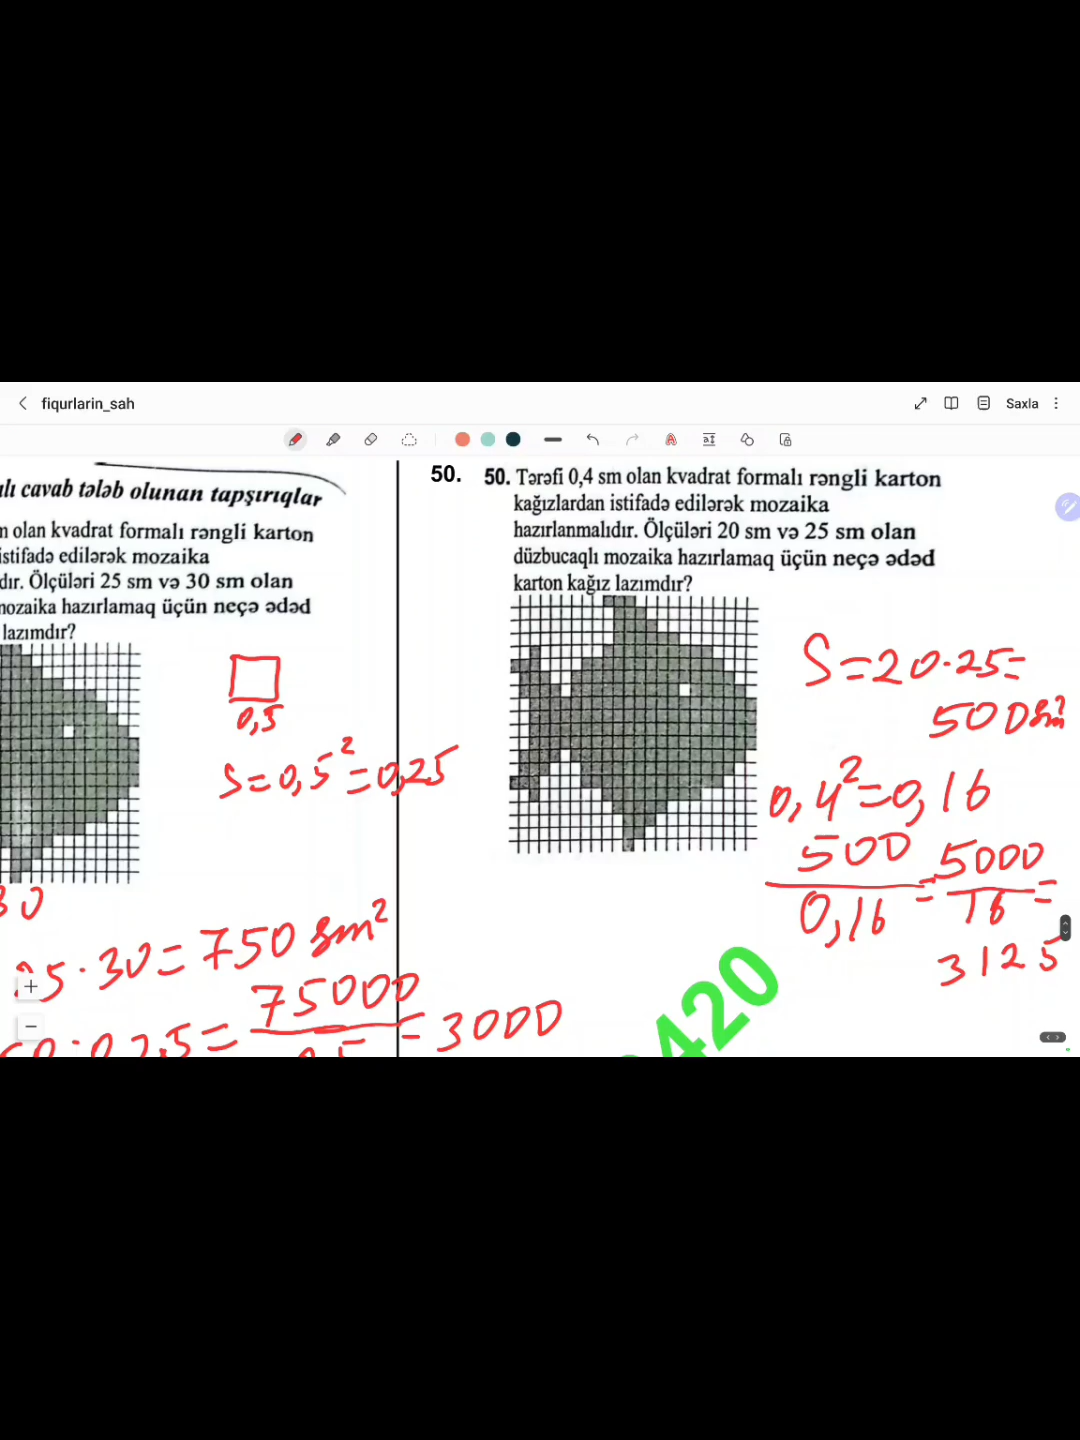 fiqurlarin_sah
Saxla
lı cavab tələb olunan tapşırıqlar
olan kvadrat formalı rəngli karton
istifadə edilərək mozaika
dır. Ölçüləri 25 sm və 30 sm olan
mozaika hazırlamaq üçün neçə ədəd
lazımdır?
0,5
S=0,5²=0,25
30
25·30=750 sm²
75000
=3000
50. 50. Tərəfi 0,4 sm olan kvadrat formalı rəngli karton
kağızlardan istifadə edilərək mozaika
hazırlanmalıdır. Ölçüləri 20 sm və 25 sm olan
düzbucaqlı mozaika hazırlamaq üçün neçə ədəd
karton kağız lazımdır?
S=20·25=
500sm²
0,4²=0,16
500 5000
= =
0,16 16
3125
420